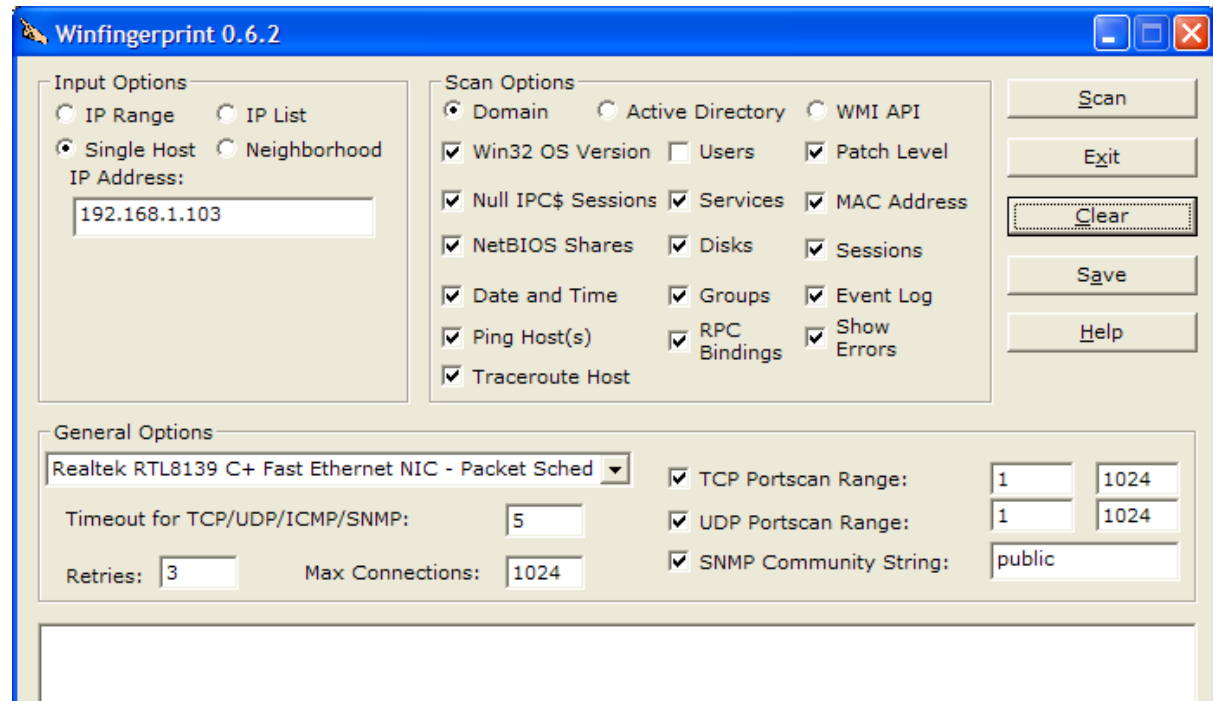 Winfingerprint 0.6.2
Input Options
IP Range IP List
Single Host Neighborhood
IP Address:
192.168.1.103
Scan Options
Domain Active Directory WMI API
Win32 OS Version Users Patch Level
Null IPC$ Sessions Services MAC Address
NetBIOS Shares Disks Sessions
Date and Time Groups Event Log
Ping Host(s) RPC Bindings Show Errors
Traceroute Host
Scan
Exit
Clear
Save
Help
General Options
Realtek RTL8139 C+ Fast Ethernet NIC - Packet Sched
Timeout for TCP/UDP/ICMP/SNMP: 5
Retries: 3 Max Connections: 1024
TCP Portscan Range: 1 1024
UDP Portscan Range: 1 1024
SNMP Community String: public